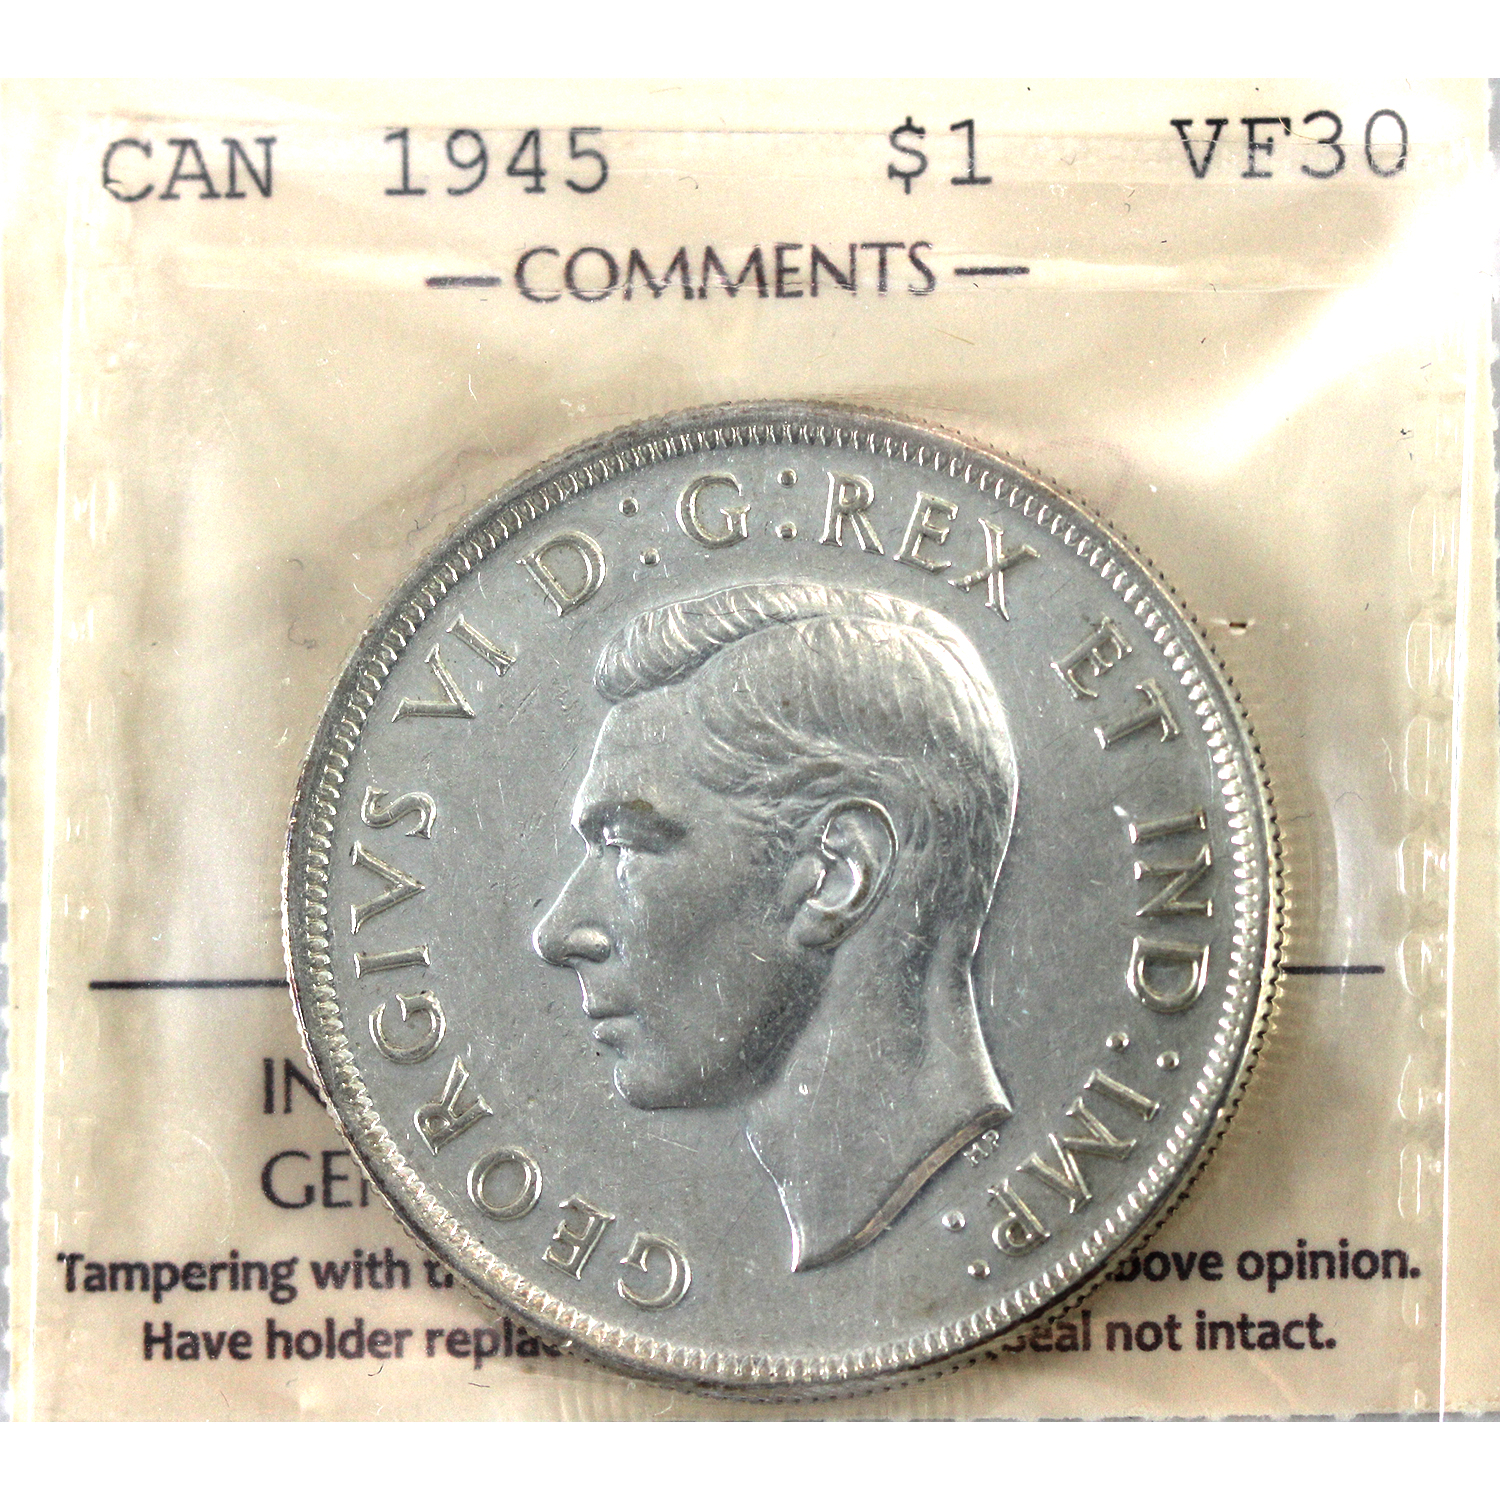 CAN 1945 $1 VF30
COMMENTS
GEORGIVS VI D: G: REX ET IND: IMP:
HP
IN
GE
Tampering with t bove opinion.
Have holder repla seal not intact.